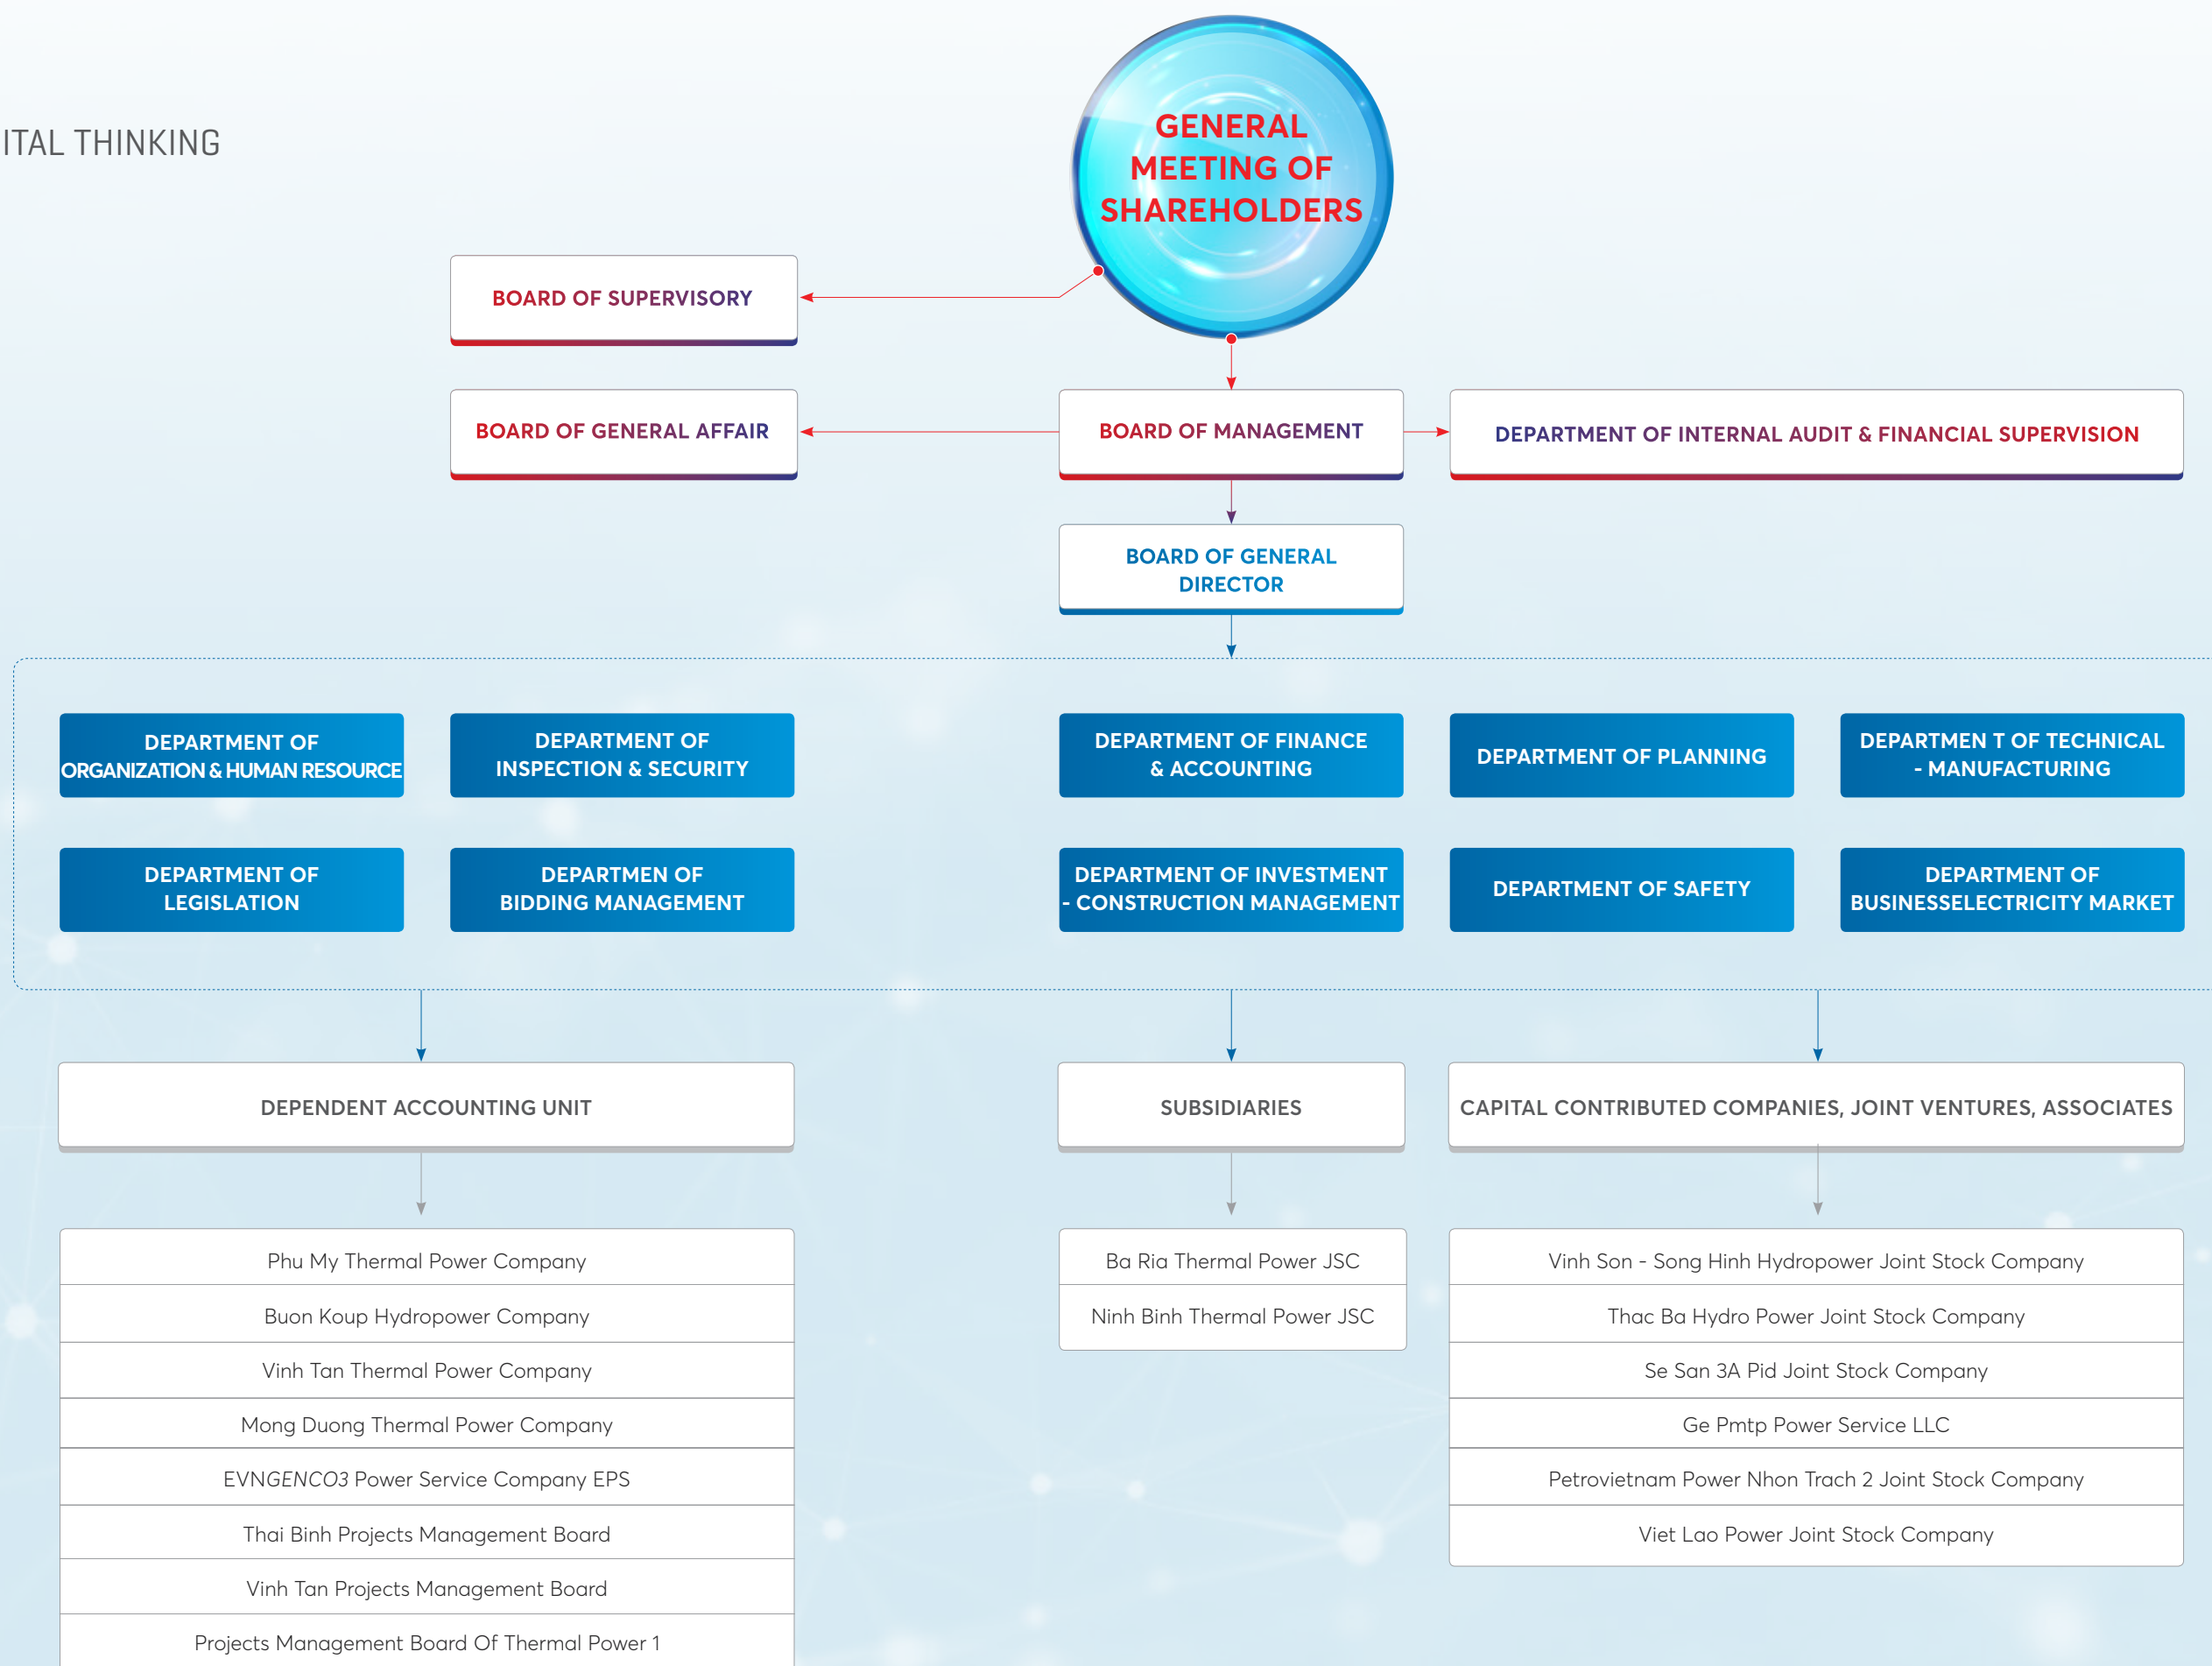 ITAL THINKING
GENERAL
MEETING OF
SHAREHOLDERS
BOARD OF SUPERVISORY
BOARD OF GENERAL AFFAIR
BOARD OF MANAGEMENT
DEPARTMENT OF INTERNAL AUDIT & FINANCIAL SUPERVISION
BOARD OF GENERAL
DIRECTOR
DEPARTMENT OF
ORGANIZATION & HUMAN RESOURCE
DEPARTMENT OF
INSPECTION & SECURITY
DEPARTMENT OF FINANCE
& ACCOUNTING
DEPARTMENT OF PLANNING
DEPARTMEN T OF TECHNICAL
- MANUFACTURING
DEPARTMENT OF
LEGISLATION
DEPARTMEN OF
BIDDING MANAGEMENT
DEPARTMENT OF INVESTMENT
- CONSTRUCTION MANAGEMENT
DEPARTMENT OF SAFETY
DEPARTMENT OF
BUSINESSELECTRICITY MARKET
DEPENDENT ACCOUNTING UNIT
SUBSIDIARIES
CAPITAL CONTRIBUTED COMPANIES, JOINT VENTURES, ASSOCIATES
Phu My Thermal Power Company
Buon Koup Hydropower Company
Vinh Tan Thermal Power Company
Mong Duong Thermal Power Company
EVNGENCO3 Power Service Company EPS
Thai Binh Projects Management Board
Vinh Tan Projects Management Board
Projects Management Board Of Thermal Power 1
Ba Ria Thermal Power JSC
Ninh Binh Thermal Power JSC
Vinh Son - Song Hinh Hydropower Joint Stock Company
Thac Ba Hydro Power Joint Stock Company
Se San 3A Pid Joint Stock Company
Ge Pmtp Power Service LLC
Petrovietnam Power Nhon Trach 2 Joint Stock Company
Viet Lao Power Joint Stock Company